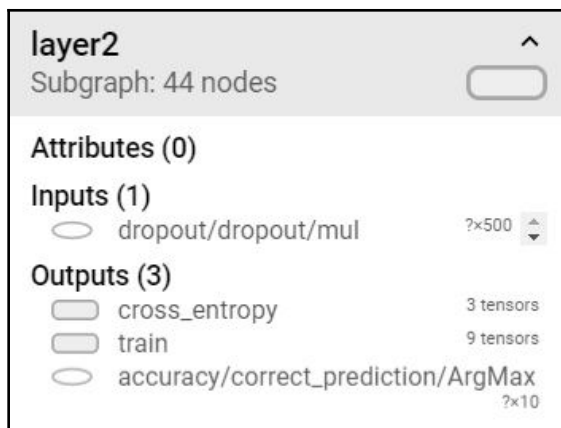 layer2
Subgraph: 44 nodes
Attributes (0)
Inputs (1)
dropout/dropout/mul ?×500
Outputs (3)
cross_entropy 3 tensors
train 9 tensors
accuracy/correct_prediction/ArgMax
?×10